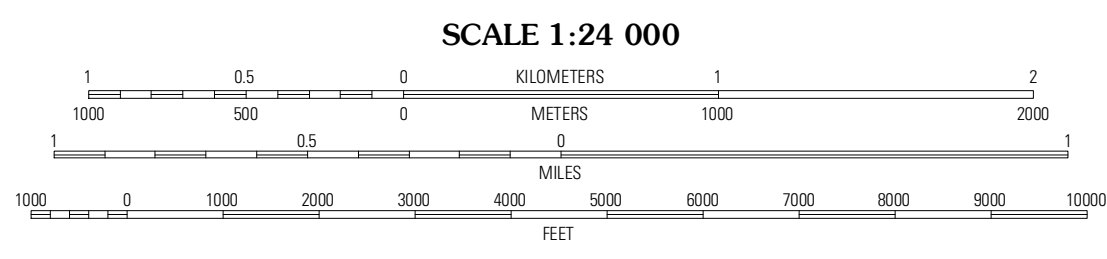 SCALE 1:24 000
1 0.5 0 KILOMETERS 1 2
1000 500 0 METERS 1000 2000
1 0.5 0 1
MILES
1000 0 1000 2000 3000 4000 5000 6000 7000 8000 9000 10000
FEET